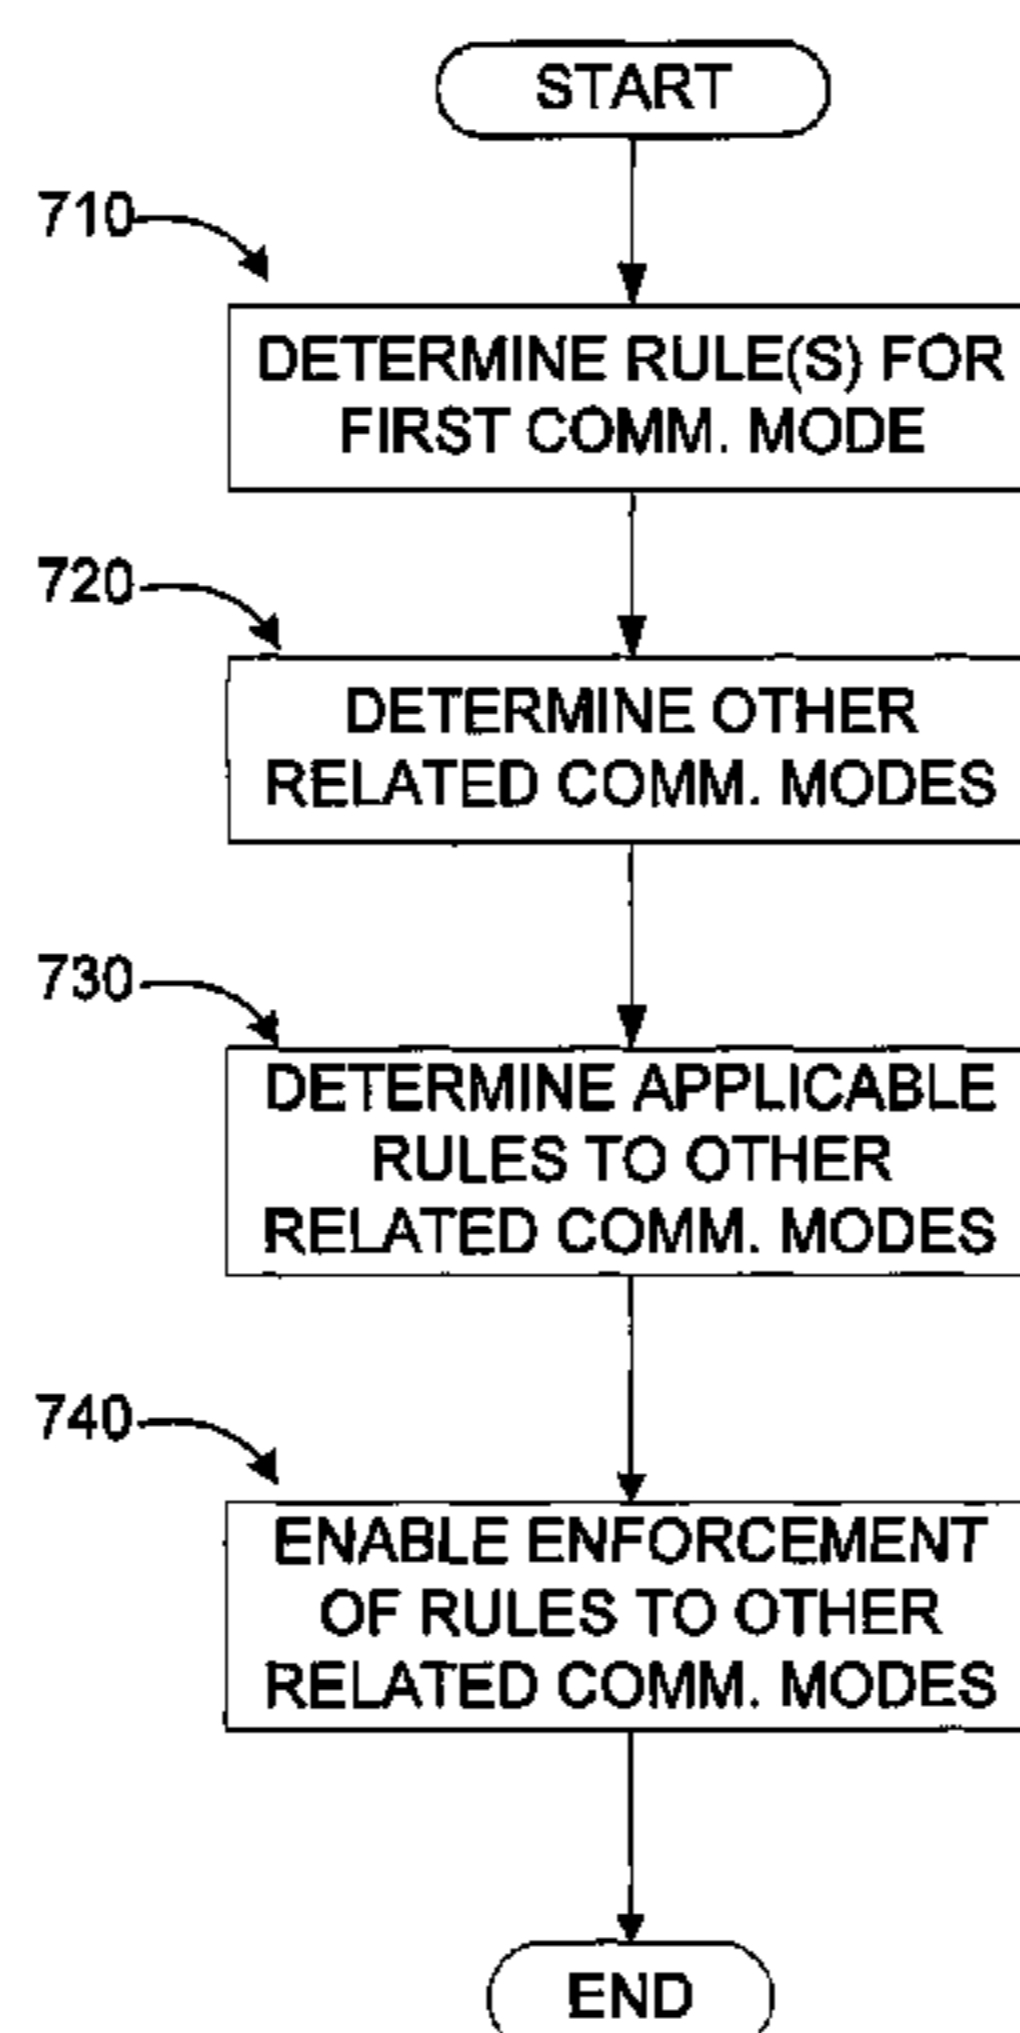 START
710
DETERMINE RULE(S) FOR
FIRST COMM. MODE
720
DETERMINE OTHER
RELATED COMM. MODES
730
DETERMINE APPLICABLE
RULES TO OTHER
RELATED COMM. MODES
740
ENABLE ENFORCEMENT
OF RULES TO OTHER
RELATED COMM. MODES
END